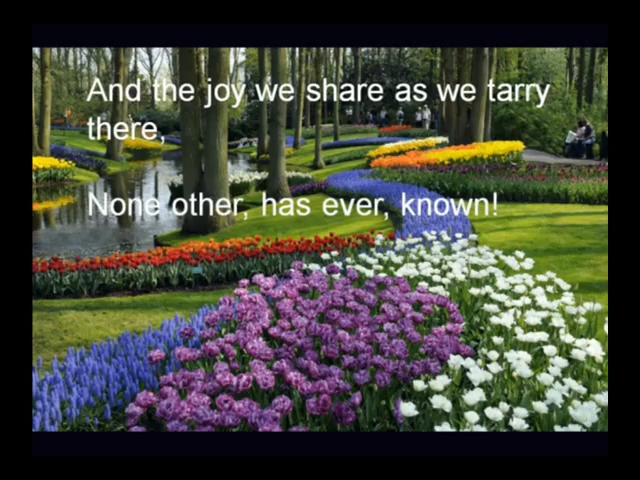 And the joy we share as we tarry
there,
None other, has ever, known!